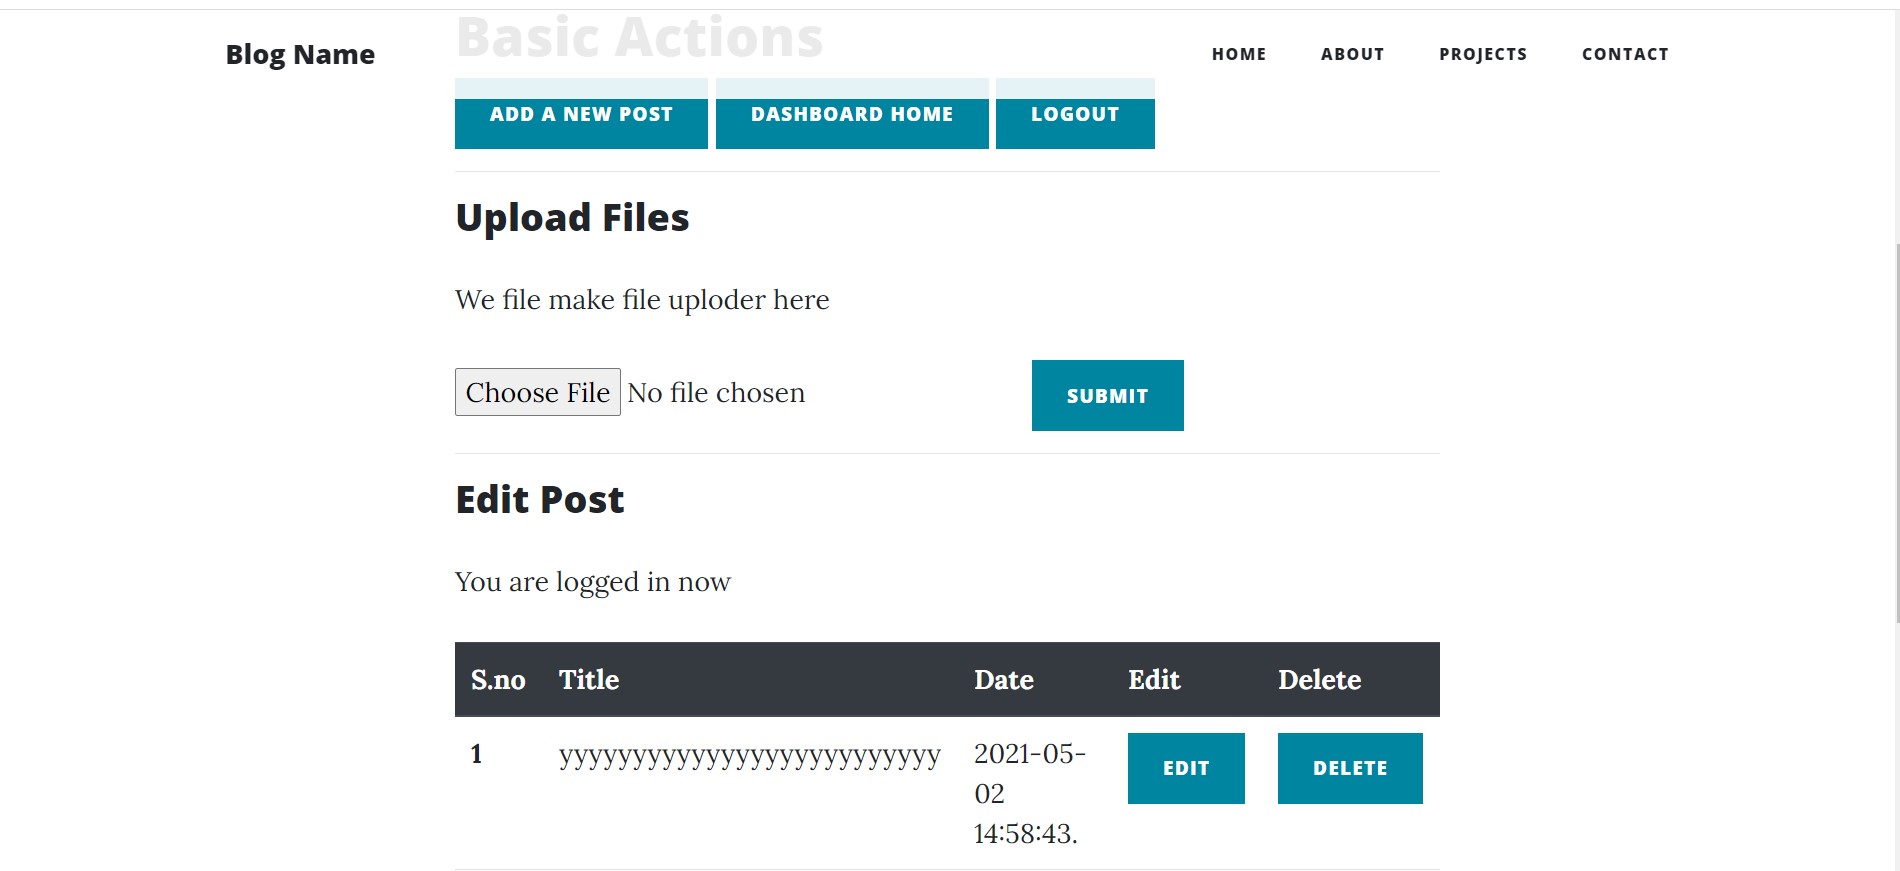 Basic Actions
Blog Name
HOME ABOUT PROJECTS CONTACT
ADD A NEW POST DASHBOARD HOME LOGOUT
Upload Files
We file make file uploder here
Choose File No file chosen SUBMIT
Edit Post
You are logged in now
S.no Title Date Edit Delete
1 yyyyyyyyyyyyyyyyyyyyyyyyyy 2021-05-
02
14:58:43.
EDIT DELETE